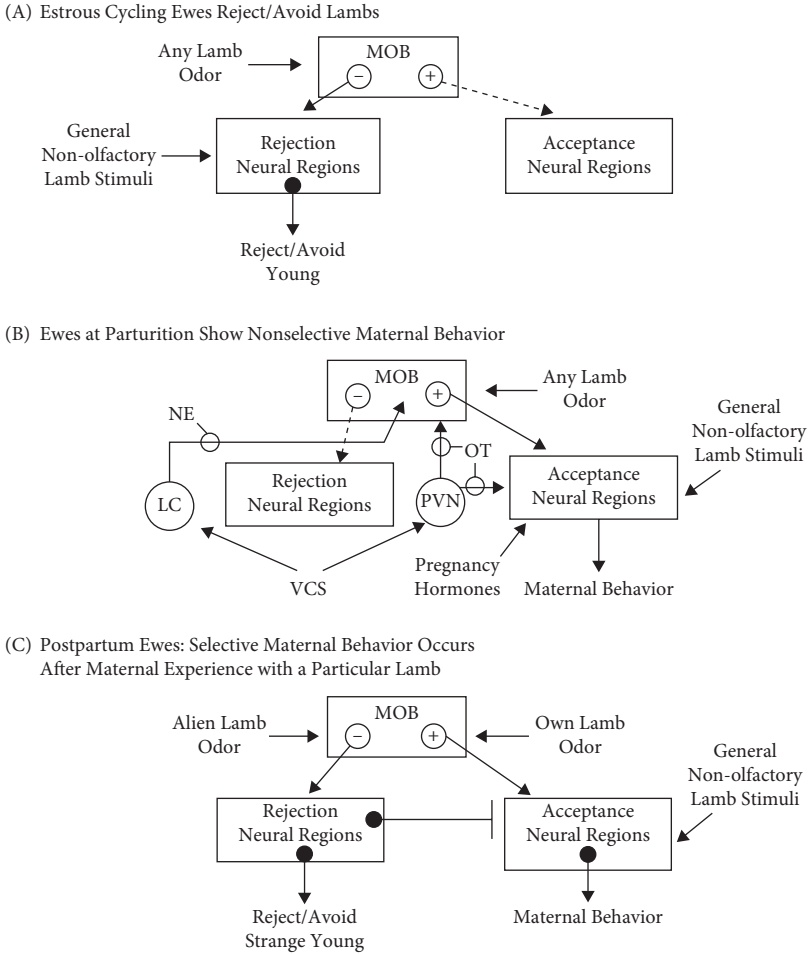 (A) Estrous Cycling Ewes Reject/Avoid Lambs
Any Lamb
Odor
MOB
−
+
General
Non-olfactory
Lamb Stimuli
Rejection
Neural Regions
Acceptance
Neural Regions
Reject/Avoid
Young
(B) Ewes at Parturition Show Nonselective Maternal Behavior
MOB
−
+
Any Lamb
Odor
NE
General
Non-olfactory
Lamb Stimuli
OT
LC
Rejection
Neural Regions
PVN
Acceptance
Neural Regions
VCS
Pregnancy
Hormones
Maternal Behavior
(C) Postpartum Ewes: Selective Maternal Behavior Occurs
After Maternal Experience with a Particular Lamb
Alien Lamb
Odor
MOB
−
+
Own Lamb
Odor
General
Non-olfactory
Lamb Stimuli
Rejection
Neural Regions
Acceptance
Neural Regions
Reject/Avoid
Strange Young
Maternal Behavior